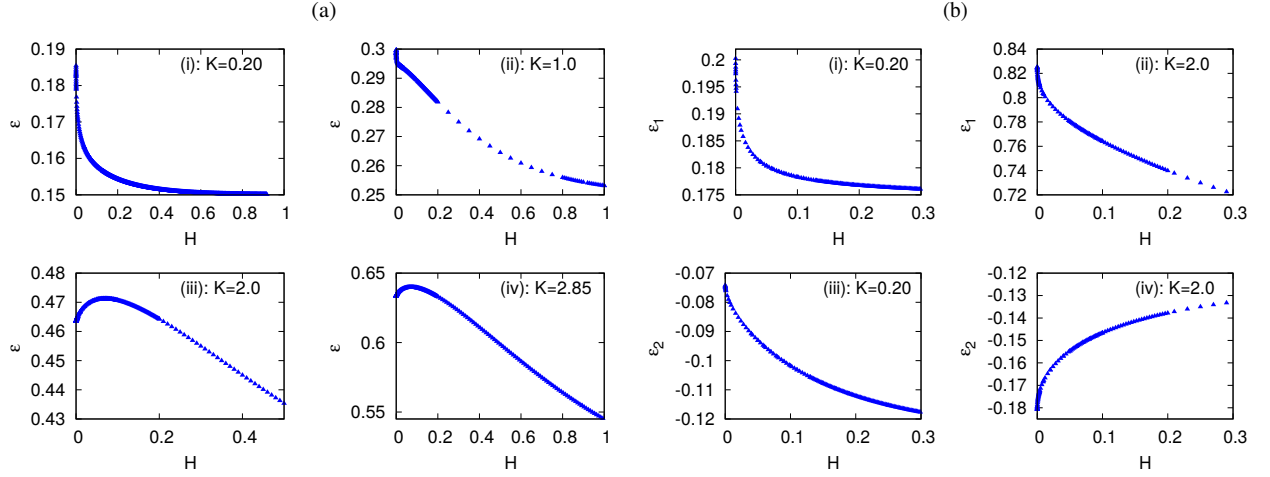 (a)
(b)
(i): K=0.20
ε
0.19
0.18
0.17
0.16
0.15
0 0.2 0.4 0.6 0.8 1
H
(ii): K=1.0
ε
0.3
0.29
0.28
0.27
0.26
0.25
0 0.2 0.4 0.6 0.8 1
H
(i): K=0.20
ε1
0.2
0.195
0.19
0.185
0.18
0.175
0 0.1 0.2 0.3
H
(ii): K=2.0
ε1
0.84
0.82
0.8
0.78
0.76
0.74
0.72
0 0.1 0.2 0.3
H
(iii): K=2.0
ε
0.48
0.47
0.46
0.45
0.44
0.43
0 0.2 0.4
H
(iv): K=2.85
ε
0.65
0.6
0.55
0 0.2 0.4 0.6 0.8 1
H
(iii): K=0.20
ε2
-0.07
-0.08
-0.09
-0.1
-0.11
-0.12
0 0.1 0.2 0.3
H
(iv): K=2.0
ε2
-0.12
-0.13
-0.14
-0.15
-0.16
-0.17
-0.18
0 0.1 0.2 0.3
H